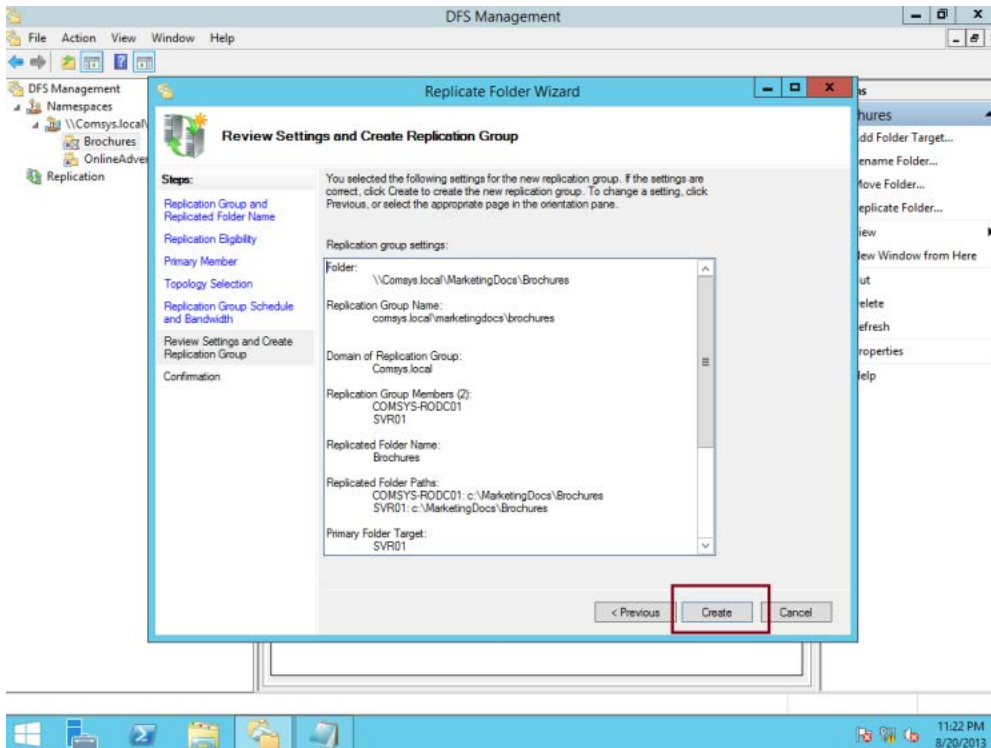 DFS Management
File Action View Window Help
DFS Management
Namespaces
\\Comsys.local\
Brochures
OnlineAdver
Replication
Replicate Folder Wizard
Review Settings and Create Replication Group
Steps:
Replication Group and
Replicated Folder Name
Replication Eligibility
Primary Member
Topology Selection
Replication Group Schedule
and Bandwidth
Review Settings and Create
Replication Group
Confirmation
You selected the following settings for the new replication group. If the settings are
correct, click Create to create the new replication group. To change a setting, click
Previous, or select the appropriate page in the orientation pane.
Replication group settings:
Folder:
\\Comsys.local\MarketingDocs\Brochures
Replication Group Name:
comsys.local\marketingdocs\brochures
Domain of Replication Group:
Comsys.local
Replication Group Members (2):
COMSYS-RODC01
SVR01
Replicated Folder Name:
Brochures
Replicated Folder Paths:
COMSYS-RODC01: c:\MarketingDocs\Brochures
SVR01: c:\MarketingDocs\Brochures
Primary Folder Target:
SVR01
< Previous Create Cancel
ns
hures
dd Folder Target...
ename Folder...
Move Folder...
eplicate Folder...
iew
lew Window from Here
ut
elete
efresh
roperties
elp
11:22 PM
8/20/2013